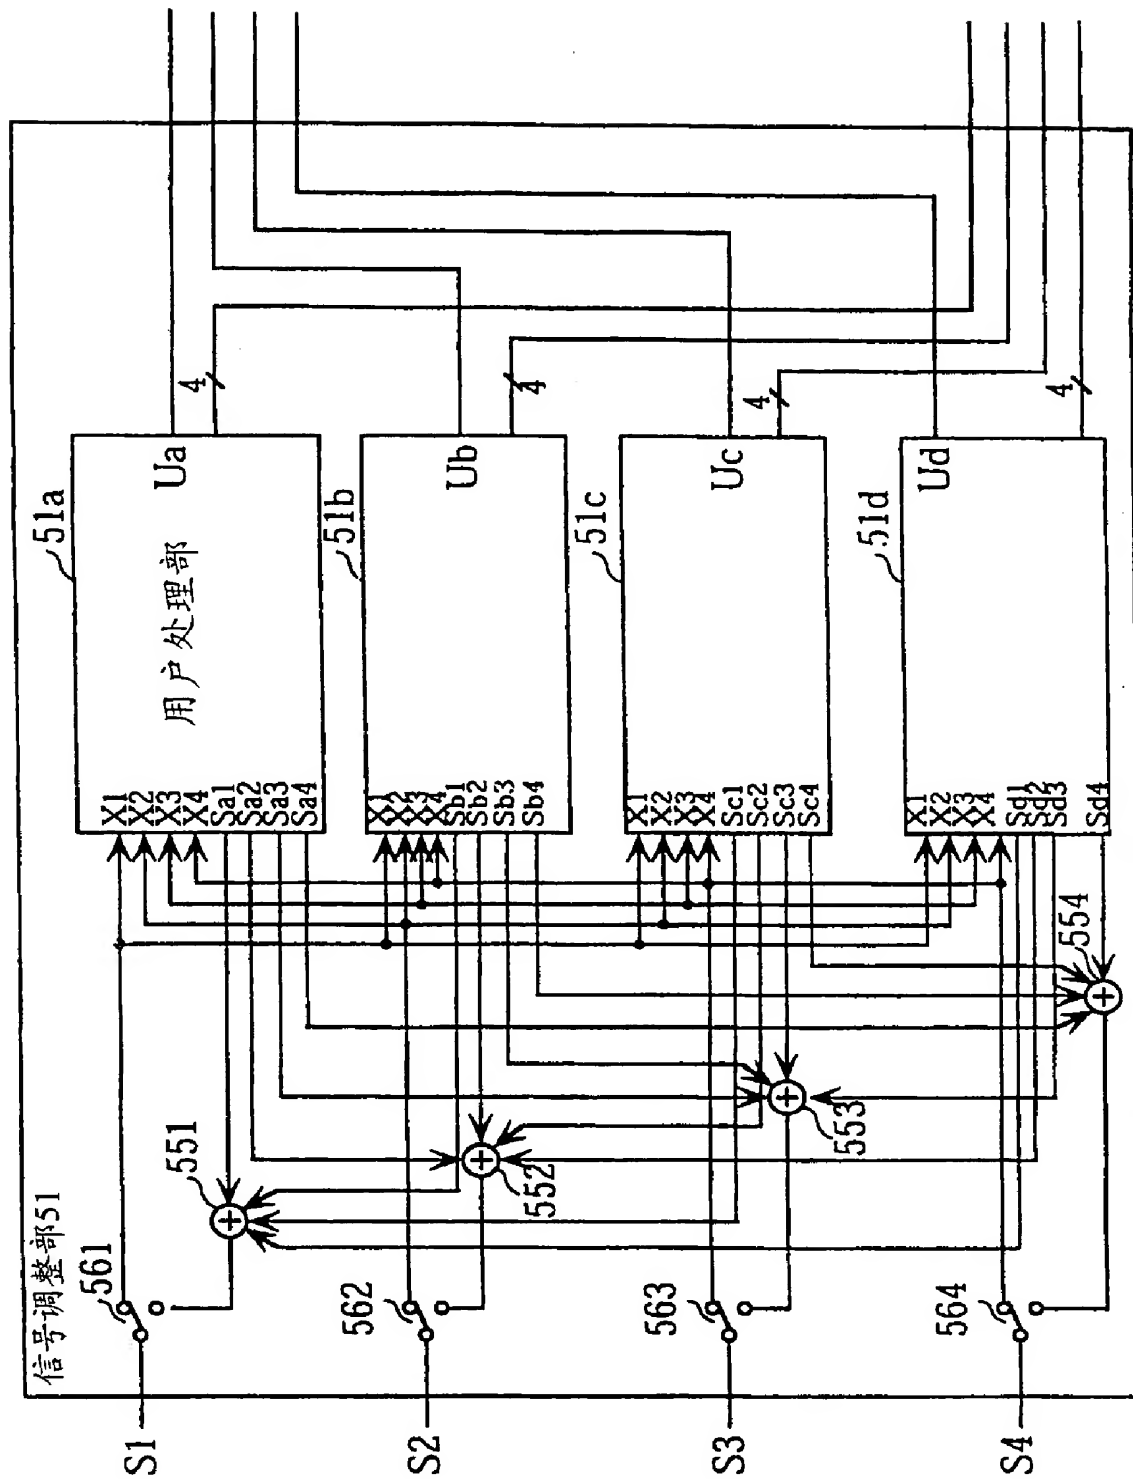 信号调整部51
S1
S2
S3
S4
561
562
563
564
551
552
553
554
X1
X2
X3
X4
Sa1
Sa2
Sa3
Sa4
用户处理部
Ua
51a
4
X1
X2
X3
X4
Sb1
Sb2
Sb3
Sb4
Ub
51b
4
X1
X2
X3
X4
Sc1
Sc2
Sc3
Sc4
Uc
51c
4
X1
X2
X3
X4
Sd1
Sd2
Sd3
Sd4
Ud
51d
4